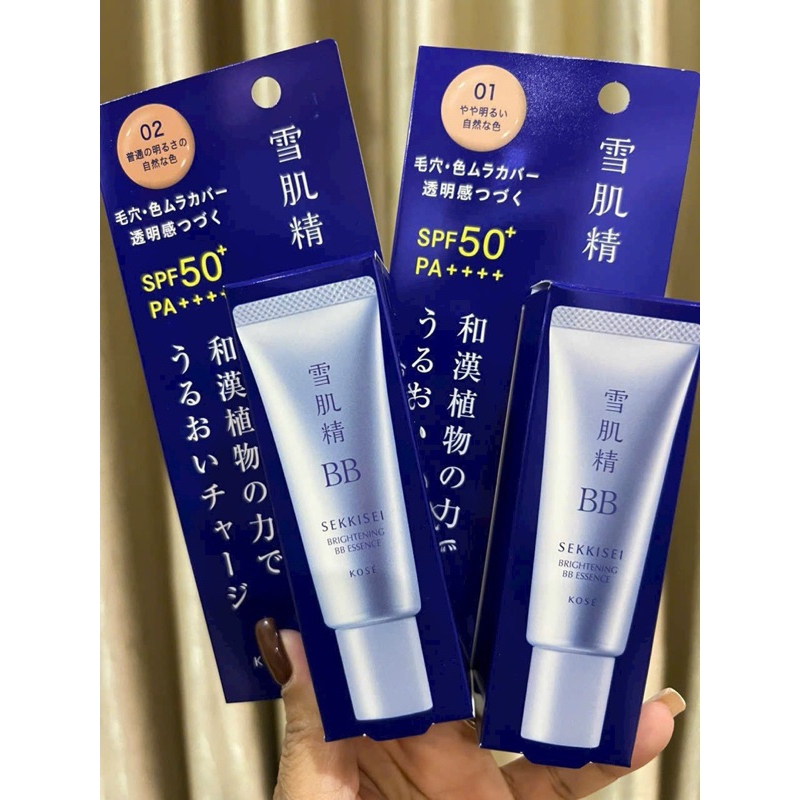 02
普通の明るさの
自然な色
雪肌精
毛穴・色ムラカバー
透明感つづく
SPF50+
PA++++
和漢植物の力で
うるおいチャージ
雪肌精
BB
SEKKISEI
BRIGHTENING
BB ESSENCE
KOSÉ
K
01
やや明るい
自然な色
雪肌精
毛穴・色ムラカバー
透明感つづく
SPF50+
PA++++
和漢植物の力で
うるおい
雪肌精
BB
SEKKISEI
BRIGHTENING
BB ESSENCE
KOSÉ